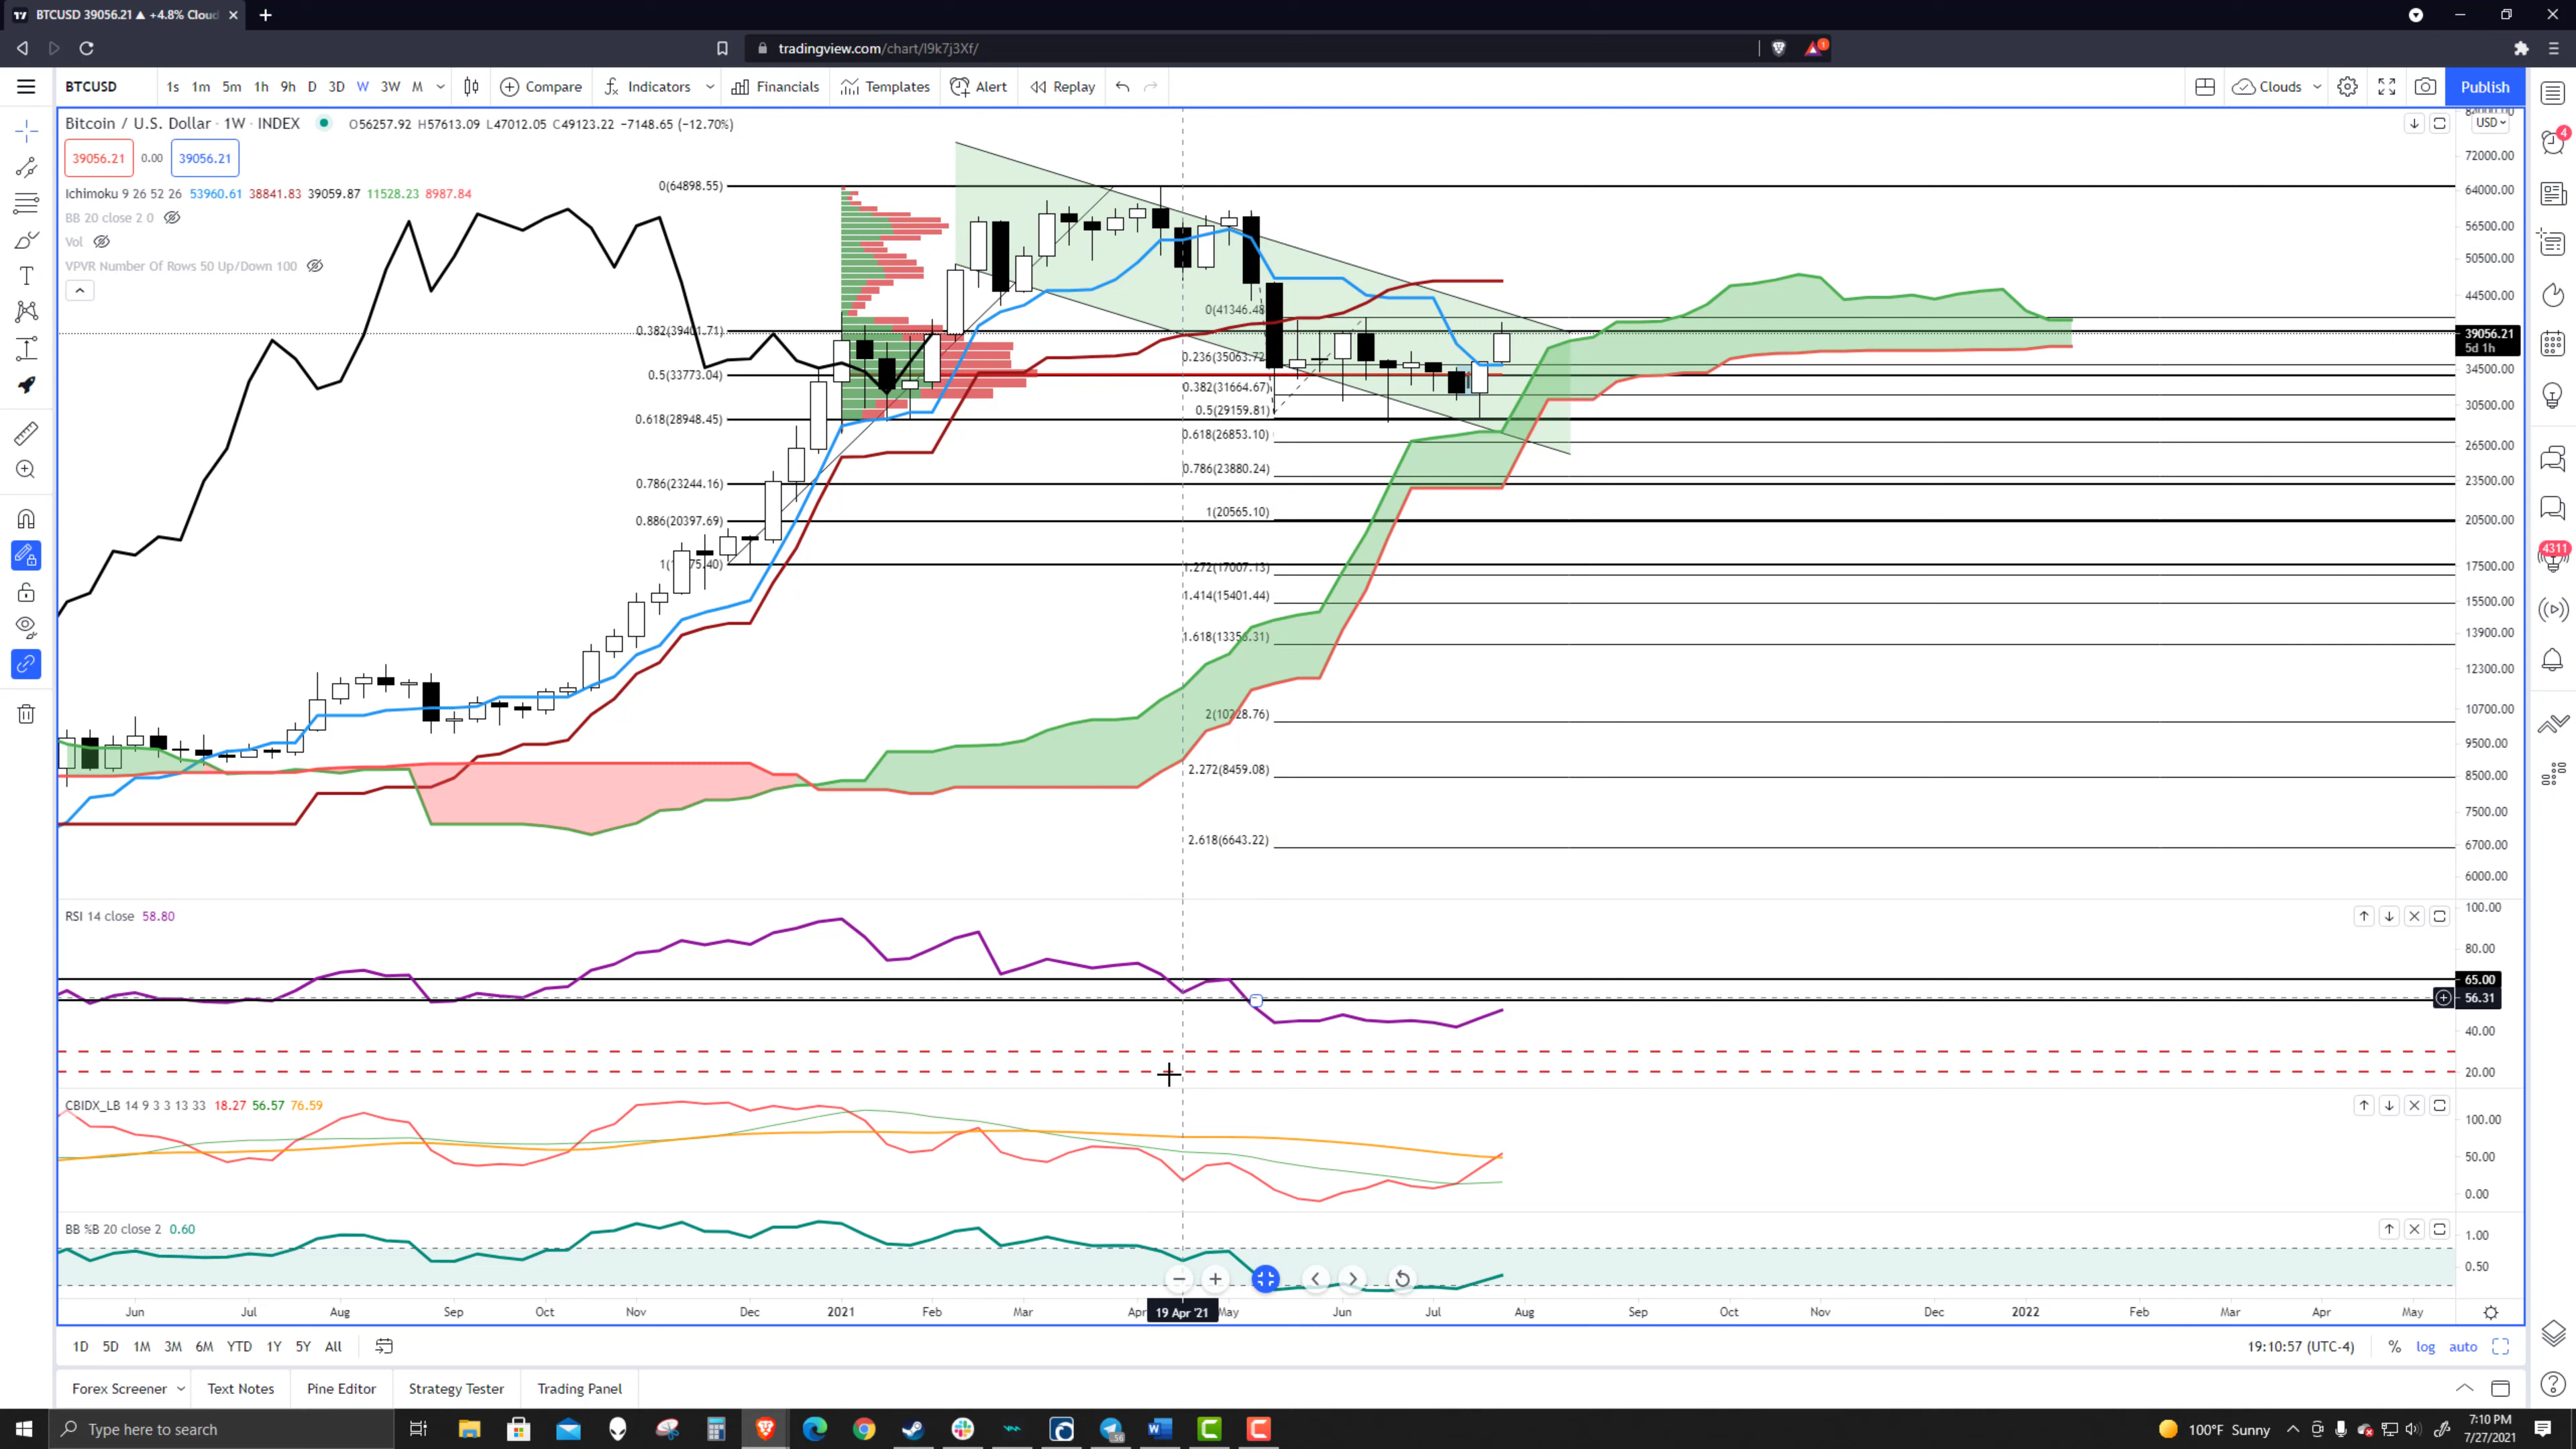 BTCUSD 39056.21 ▲ +4.8% Cloud
tradingview.com/chart/l9k7j3Xf/
1
BTCUSD 1s 1m 5m 1h 9h D 3D W 3W M Compare Indicators Financials Templates Alert Replay Clouds Publish
Bitcoin / U.S. Dollar · 1W · INDEX O56257.92 H57613.09 L47012.05 C49123.22 −7148.65 (−12.70%)
39056.21 0.00 39056.21
Ichimoku 9 26 52 26 53960.61 38841.83 39059.87 11528.23 8987.84
BB 20 close 2 0
Vol
VPVR Number Of Rows 50 Up/Down 100
USD
0(64898.55)
0.382(39401.71)
0.5(33773.04)
0.618(28948.45)
0.786(23244.16)
0.886(20397.69)
0(41346.48)
0.236(35063.72)
0.382(31664.67)
0.5(29159.81)
0.618(26853.10)
0.786(23880.24)
1(20565.10)
1.272(17007.13)
1.414(15401.44)
1.618(13356.31)
2(10228.76)
2.272(8459.08)
2.618(6643.22)
72000.00
64000.00
56500.00
50500.00
44500.00
39056.21
5d 1h
34500.00
30500.00
26500.00
23500.00
20500.00
17500.00
15500.00
13900.00
12300.00
10700.00
9500.00
8500.00
7500.00
6700.00
6000.00
RSI 14 close 58.80
100.00
80.00
65.00
56.31
40.00
20.00
CBIDX_LB 14 9 3 3 13 33 18.27 56.57 76.59
100.00
50.00
0.00
BB %B 20 close 2 0.60
1.00
0.50
Jun Jul Aug Sep Oct Nov Dec 2021 Feb Mar Apr 19 Apr '21 May Jun Jul Aug Sep Oct Nov Dec 2022 Feb Mar Apr May
1D 5D 1M 3M 6M YTD 1Y 5Y All 19:10:57 (UTC-4) % log auto
Forex Screener Text Notes Pine Editor Strategy Tester Trading Panel
4
4311
Type here to search
100°F Sunny
7:10 PM
7/27/2021